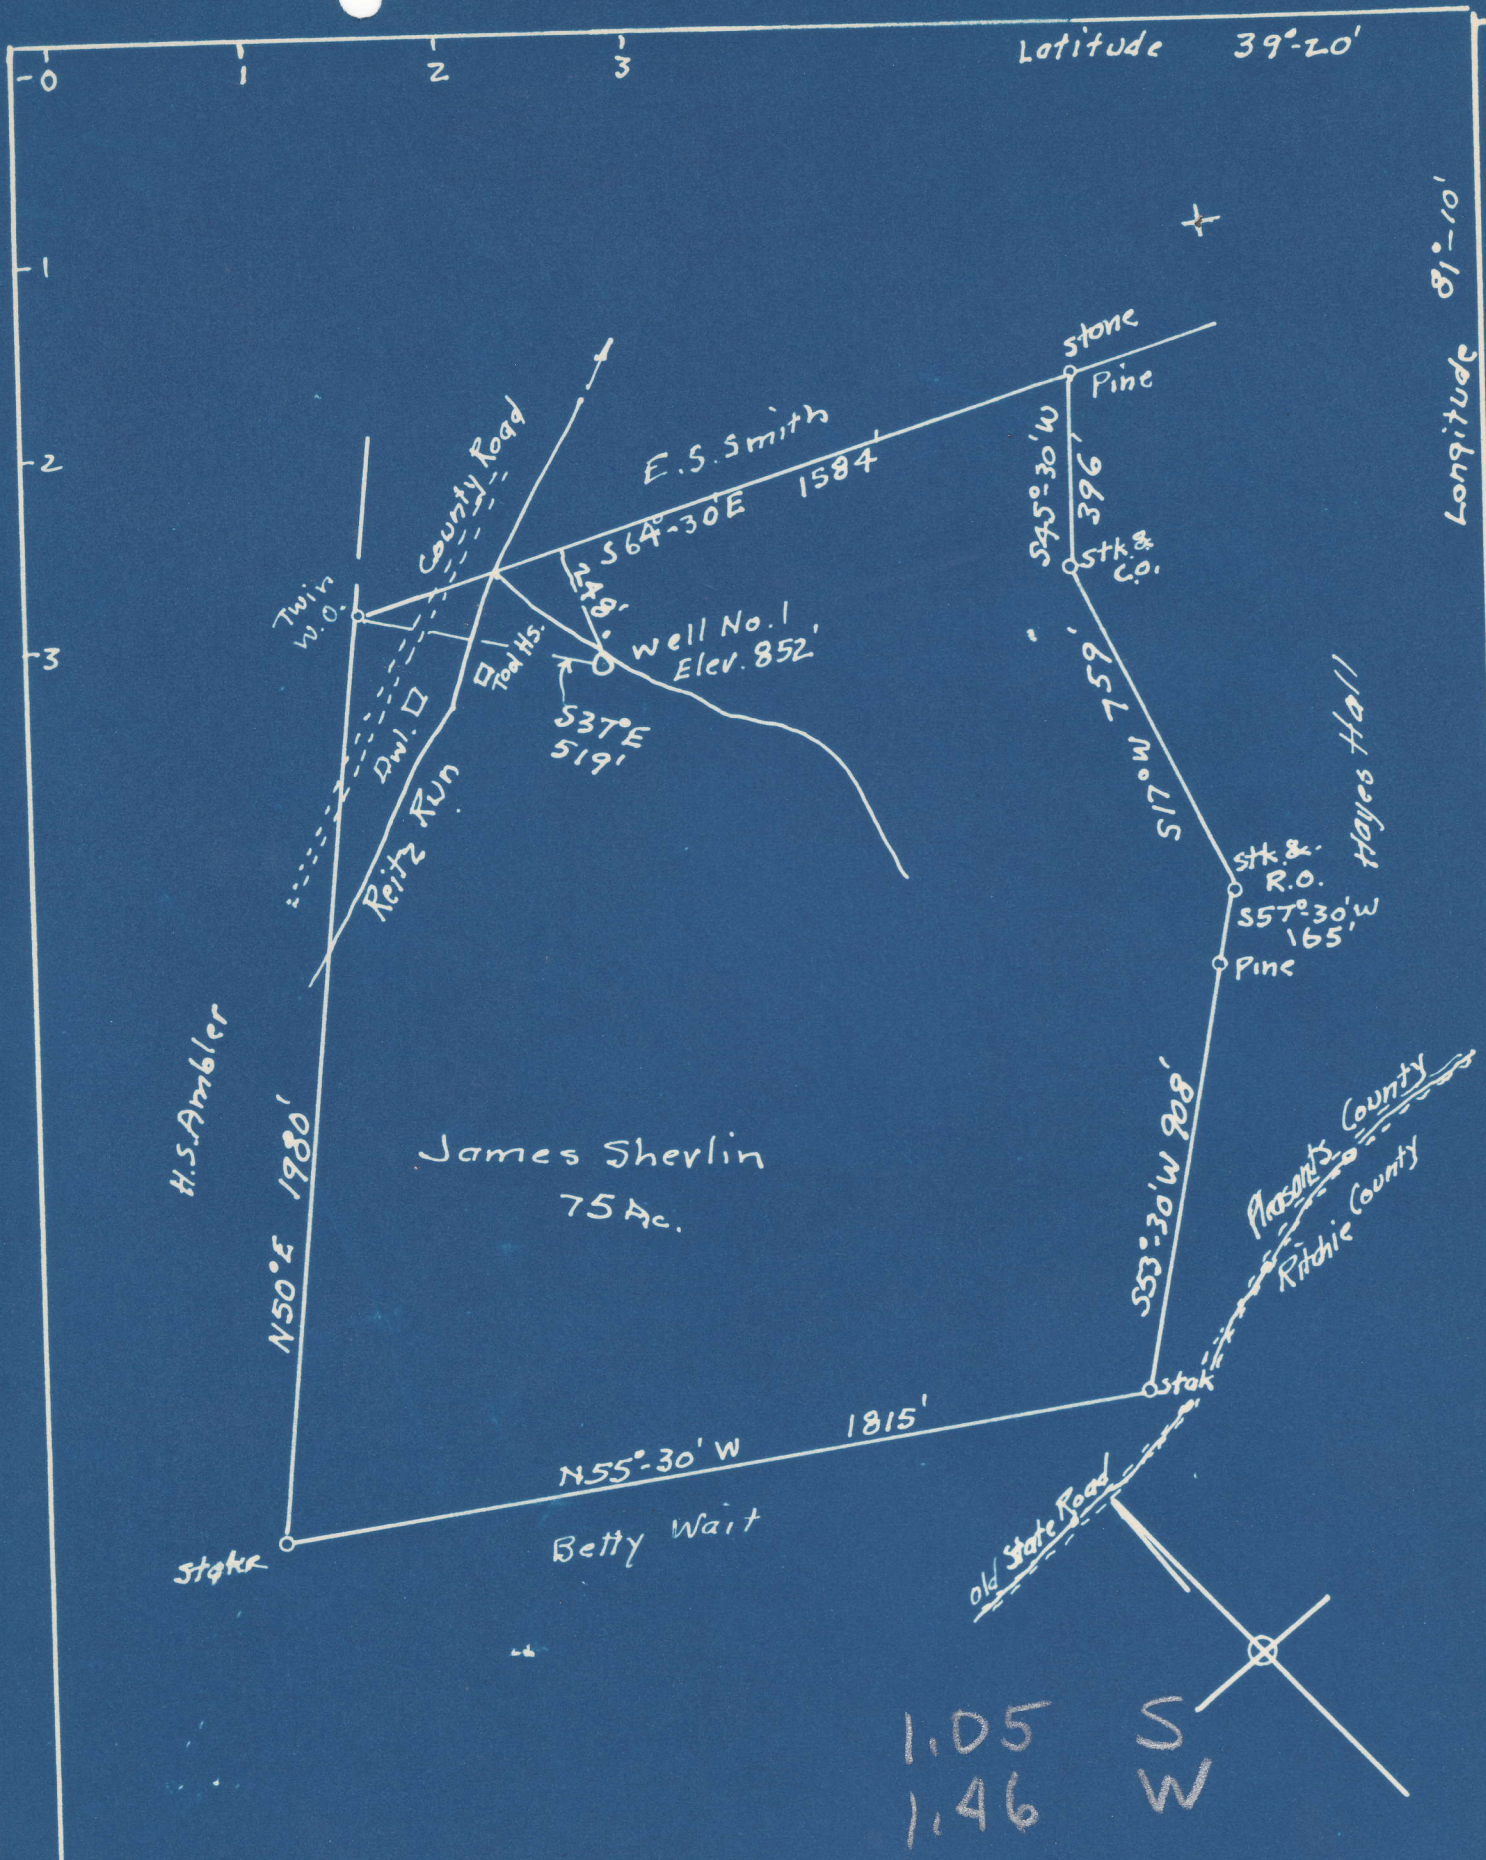 Latitude 39°-20'
0 1 2 3
1
2
3
Longitude 81°-10'
stone
Pine
E.S. Smith
S64°-30'E 1584'
S45°-30'W
396'
County Road
Twin
W.O.
248'
Stk. &
C.O.
Well No. 1
Elev. 852'
Tool Hs.
Dwl.
S37°E
519'
S17°W 759'
Hayes Hall
Reitz Run
Stk. &
R.O.
S57°-30'W
165'
Pine
H.S. Ambler
N50°E 1980'
James Sherlin
75 Ac.
S53°-30'W 908'
Pleasants County
Ritchie County
stak
N55°-30'W 1815'
Betty Wait
stake
Old State Road
1.05 S
1.46 W